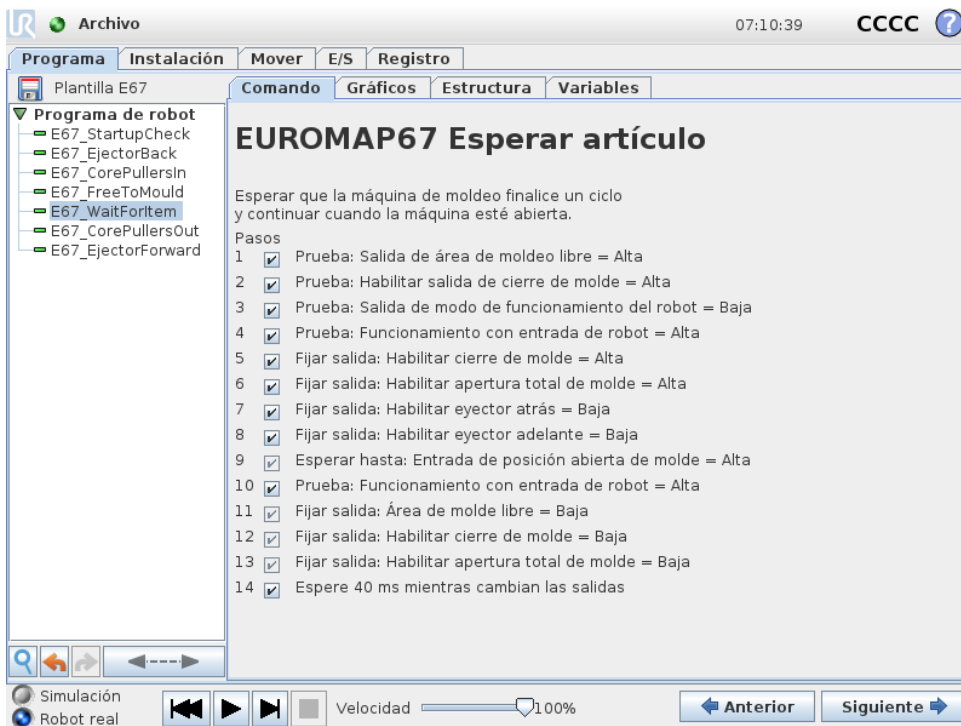 UR Archivo 07:10:39 CCCC ?
Programa Instalación Mover E/S Registro
Plantilla E67
Comando Gráficos Estructura Variables
Programa de robot
E67_StartupCheck
E67_EjectorBack
E67_CorePullersIn
E67_FreeToMould
E67_WaitForItem
E67_CorePullersOut
E67_EjectorForward
EUROMAP67 Esperar artículo
Esperar que la máquina de moldeo finalice un ciclo
y continuar cuando la máquina esté abierta.
Pasos
1 Prueba: Salida de área de moldeo libre = Alta
2 Prueba: Habilitar salida de cierre de molde = Alta
3 Prueba: Salida de modo de funcionamiento del robot = Baja
4 Prueba: Funcionamiento con entrada de robot = Alta
5 Fijar salida: Habilitar cierre de molde = Alta
6 Fijar salida: Habilitar apertura total de molde = Alta
7 Fijar salida: Habilitar eyector atrás = Baja
8 Fijar salida: Habilitar eyector adelante = Baja
9 Esperar hasta: Entrada de posición abierta de molde = Alta
10 Prueba: Funcionamiento con entrada de robot = Alta
11 Fijar salida: Área de molde libre = Baja
12 Fijar salida: Habilitar cierre de molde = Baja
13 Fijar salida: Habilitar apertura total de molde = Baja
14 Espere 40 ms mientras cambian las salidas
Simulación
Robot real
Velocidad 100%
Anterior Siguiente